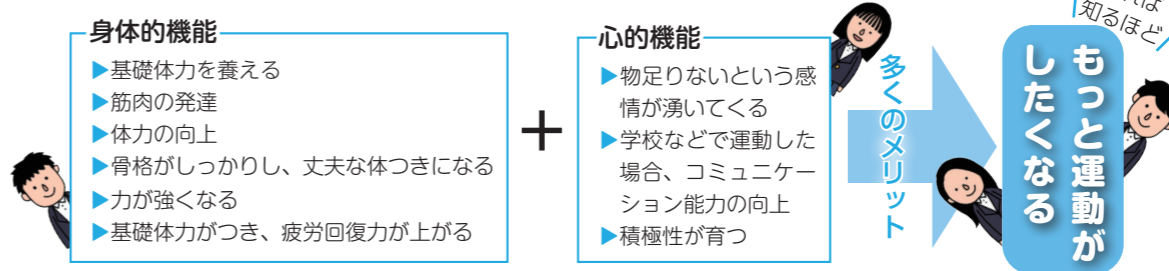 身体的機能
▶基礎体力を養える
▶筋肉の発達
▶体力の向上
▶骨格がしっかりし、丈夫な体つきになる
▶力が強くなる
▶基礎体力がつき、疲労回復力が上がる
+
心的機能
▶物足りないという感
情が湧いてくる
▶学校などで運動した
場合、コミュニケー
ション能力の向上
▶積極性が育つ
多くのメリット
知るほど
もっと運動が
したくなる